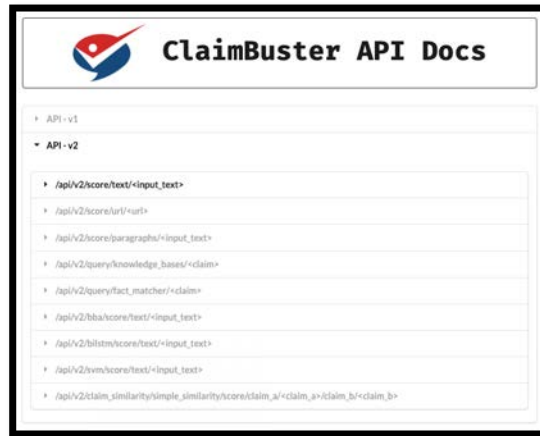 ClaimBuster API Docs
API - v1
API - v2
/api/v2/score/text/<input_text>
/api/v2/score/url/<url>
/api/v2/score/paragraphs/<input_text>
/api/v2/query/knowledge_bases/<claim>
/api/v2/query/fact_matcher/<claim>
/api/v2/bba/score/text/<input_text>
/api/v2/bilstm/score/text/<input_text>
/api/v2/svm/score/text/<input_text>
/api/v2/claim_similarity/simple_similarity/score/claim_a/<claim_a>/claim_b/<claim_b>